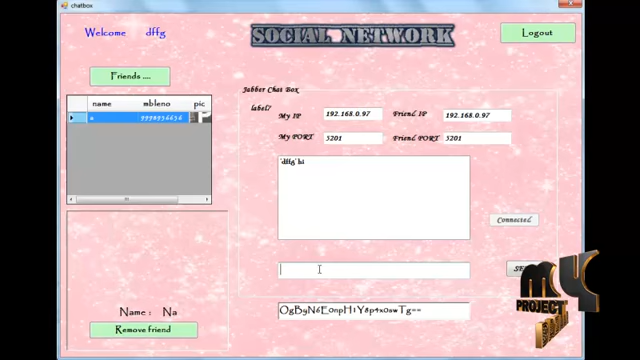 chatbox
Welcome dffg
SOCIAL NETWORK
Logout
Friends ....
name mbleno pic
a
Jabber Chat Box
label7
My IP 192.168.0.97 Friend IP 192.168.0.97
My PORT 5201 Friend PORT 5201
'dffg' hi
Connected
Name : Na
Remove friend
MY
PROJECT